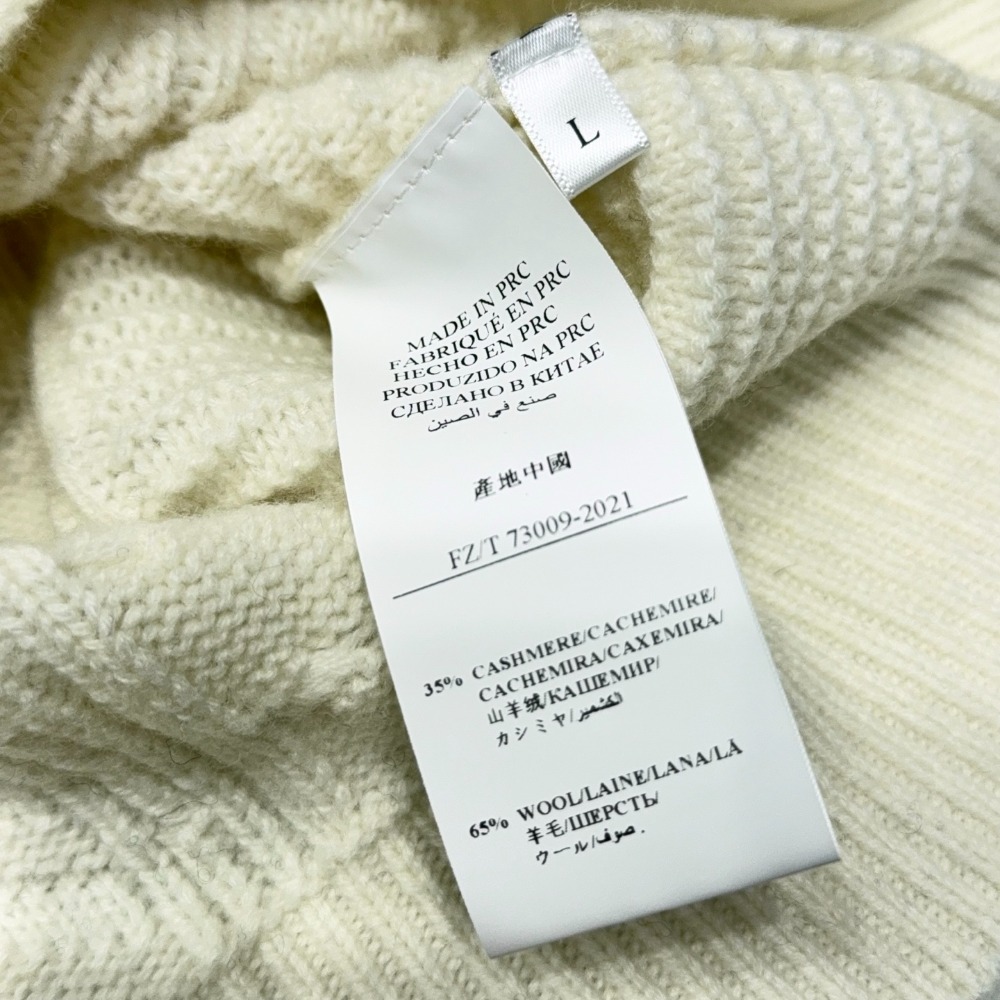 L
MADE IN PRC
FABRIQUÉ EN PRC
HECHO EN PRC
PRODUZIDO NA PRC
СДЕЛАНО В КИТАЕ
صنع في الصين
產地中國
FZ/T 73009-2021
35% CASHMERE/CACHEMIRE/
CACHEMIRA/CAXEMIRA/
山羊绒/КАШЕМИР/
カシミヤ/الكشمير
65% WOOL/LAINE/LANA/LÃ
羊毛/ШЕРСТЬ/
ウール/صوف.